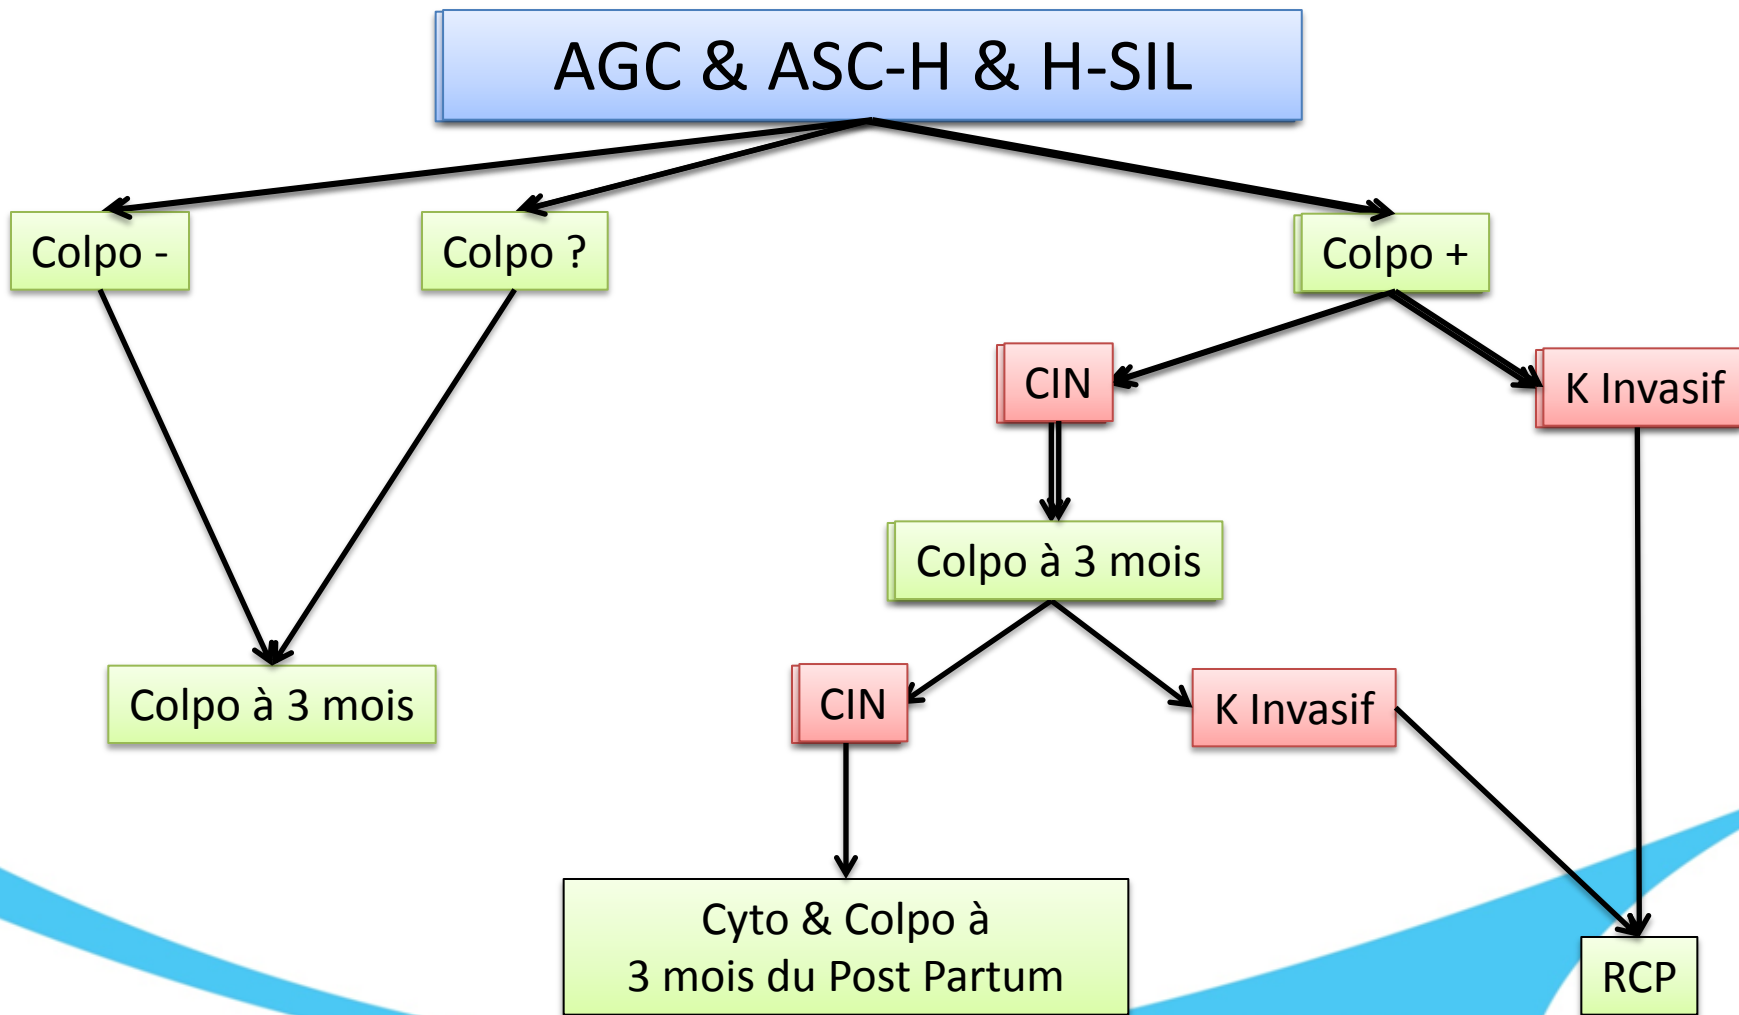 AGC & ASC-H & H-SIL
Colpo -
Colpo ?
Colpo +
CIN
K Invasif
Colpo à 3 mois
Colpo à 3 mois
CIN
K Invasif
Cyto & Colpo à
3 mois du Post Partum
RCP